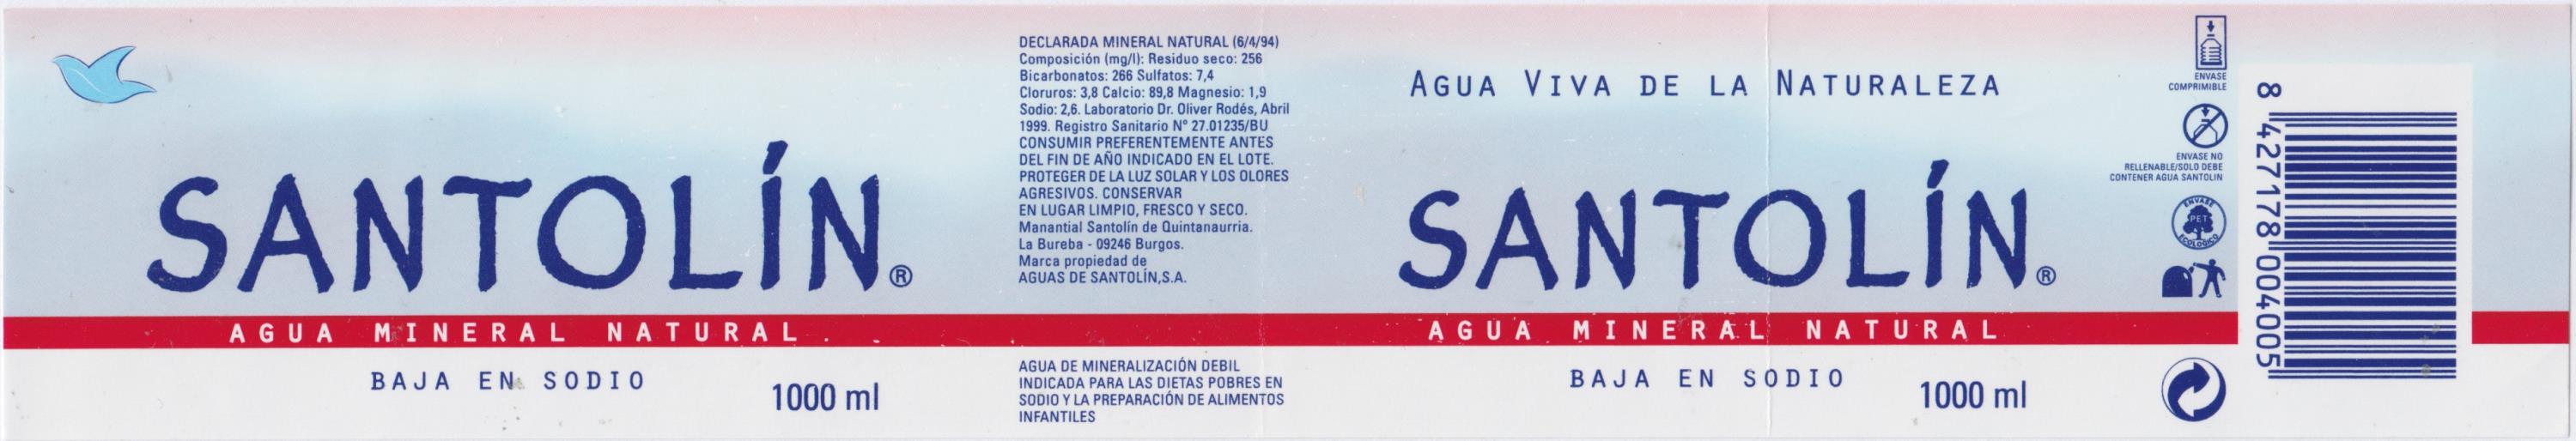 SANTOLÍN®
AGUA MINERAL NATURAL
BAJA EN SODIO
1000 ml
DECLARADA MINERAL NATURAL (6/4/94)
Composición (mg/l): Residuo seco: 256
Bicarbonatos: 266 Sulfatos: 7,4
Cloruros: 3,8 Calcio: 89,8 Magnesio: 1,9
Sodio: 2,6. Laboratorio Dr. Oliver Rodés, Abril
1999. Registro Sanitario N° 27.01235/BU
CONSUMIR PREFERENTEMENTE ANTES
DEL FIN DE AÑO INDICADO EN EL LOTE.
PROTEGER DE LA LUZ SOLAR Y LOS OLORES
AGRESIVOS. CONSERVAR
EN LUGAR LIMPIO, FRESCO Y SECO.
Manantial Santolín de Quintanaurria.
La Bureba - 09246 Burgos.
Marca propiedad de
AGUAS DE SANTOLÍN,S.A.
AGUA DE MINERALIZACIÓN DEBIL
INDICADA PARA LAS DIETAS POBRES EN
SODIO Y LA PREPARACIÓN DE ALIMENTOS
INFANTILES
AGUA VIVA DE LA NATURALEZA
SANTOLÍN®
AGUA MINERAL NATURAL
BAJA EN SODIO
1000 ml
ENVASE
COMPRIMIBLE
ENVASE NO
RELLENABLE/SOLO DEBE
CONTENER AGUA SANTOLIN
ENVASE
PET
ECOLOGICO
8 427178 004005